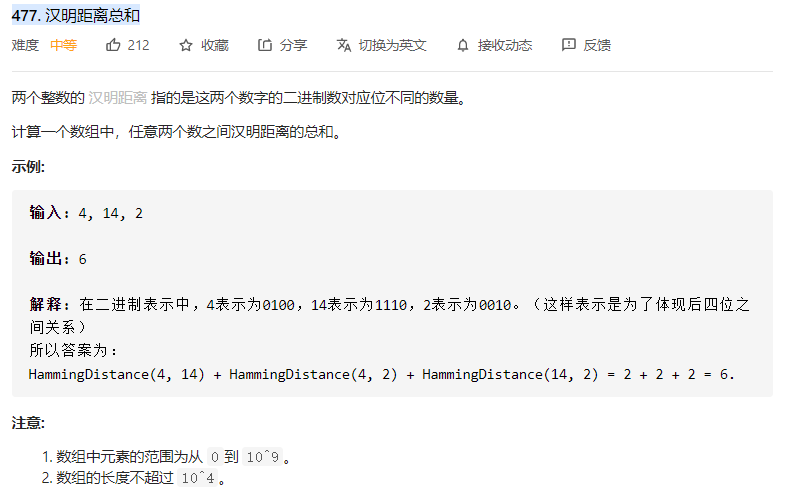 477. 汉明距离总和
难度 中等 212 收藏 分享 切换为英文 接收动态 反馈
两个整数的 汉明距离 指的是这两个数字的二进制数对应位不同的数量。
计算一个数组中，任意两个数之间汉明距离的总和。
示例:
输入: 4, 14, 2
输出: 6
解释: 在二进制表示中，4表示为0100，14表示为1110，2表示为0010。（这样表示是为了体现后四位之
间关系）
所以答案为：
HammingDistance(4, 14) + HammingDistance(4, 2) + HammingDistance(14, 2) = 2 + 2 + 2 = 6.
注意:
1. 数组中元素的范围为从 0 到 10^9。
2. 数组的长度不超过 10^4。